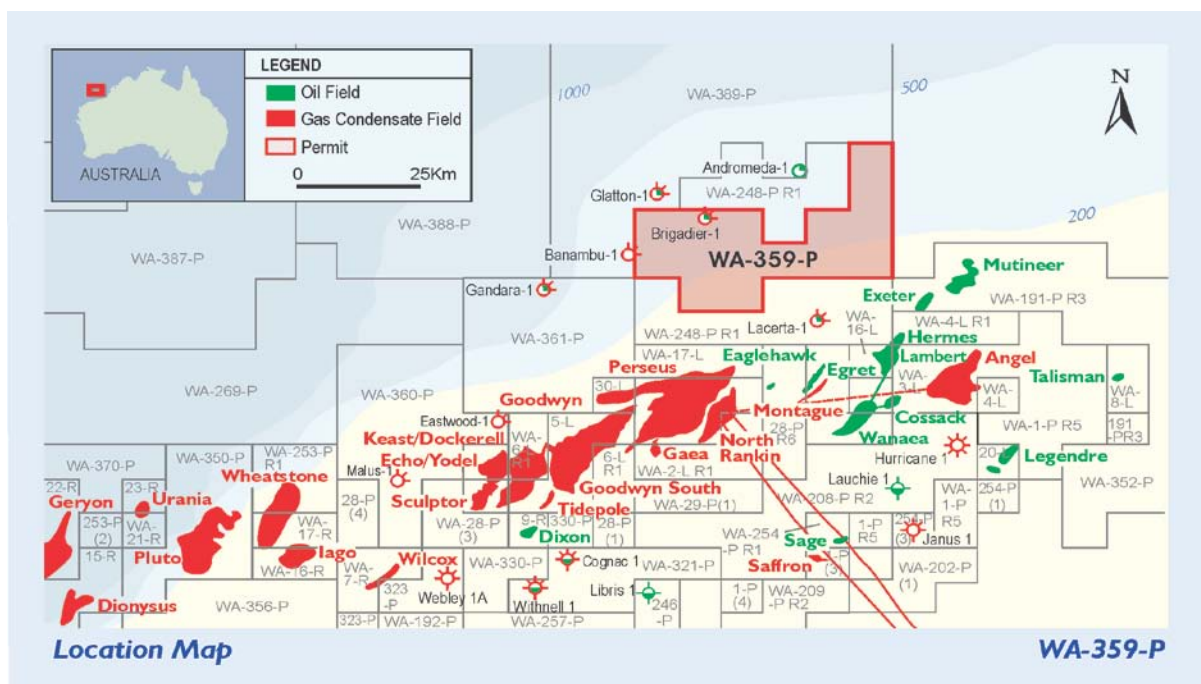 LEGEND
Oil Field
Gas Condensate Field
Permit
0 25Km
AUSTRALIA
N
1000
500
200
WA-389-P
Andromeda-1
WA-248-P R1
Glatton-1
Brigadier-1
WA-388-P
Banambu-1
WA-359-P
WA-387-P
Gandara-1
Mutineer
Exeter
WA-191-P R3
Lacerta-1
WA-16-L
WA-4-L R1
WA-361-P
WA-248-P R1
Hermes
WA-17-L
Eaglehawk
Lambert
Angel
Perseus
Egret
WA-3-L
Talisman
WA-269-P
WA-360-P
30-L
WA-4-L
WA-8-L
Goodwyn
Montague
Cossack
Eastwood-1
5-L
28-P R6
Wanaea
WA-1-P R5
191-PR3
Keast/Dockerell
North Rankin
Hurricane 1
WA-253-P R1
WA-6- R1
6-L R1
Gaea
20-L
Legendre
WA-370-P
WA-350-P
Echo/Yodel
WA-2-L R1
Malus-1
Wheatstone
Lauchie 1
WA-352-P
22-R
23-R
Urania
28-P (4)
Sculptor
Goodwyn South
WA-208-P R2
WA-1-P R5
254-P (1)
Geryon
Tidepole
WA-29-P(1)
253-P (2)
WA-21-R
WA-17-R
WA-28-P (3)
9-R
330-P
28-P (1)
WA-254-P R1
1-P R5
254-P (3)
Janus 1
Dixon
Sage
15-R
Pluto
Iago
Wilcox
WA-330-P
Cognac 1
WA-321-P
Saffron
WA-202-P (1)
WA-16-R
WA-7-R
Webley 1A
Withnell 1
Libris 1
1-P (4)
WA-209-P R2
Dionysus
WA-356-P
323-P
246-P
323-P
WA-192-P
WA-257-P
Location Map
WA-359-P